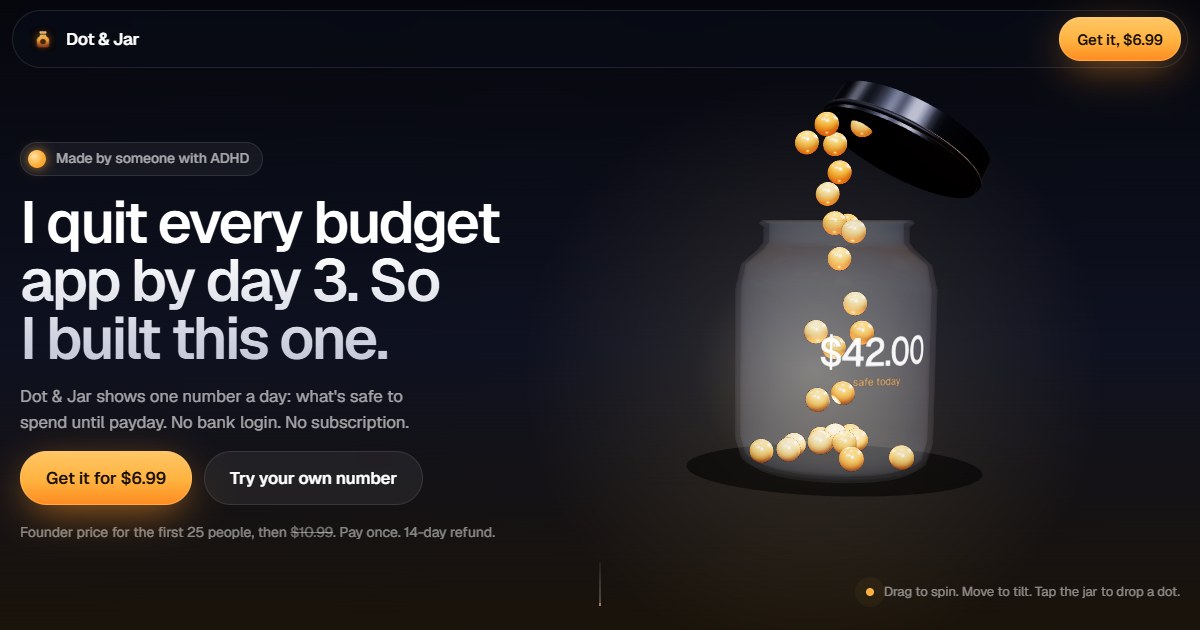 Dot & Jar
Get it, $6.99
Made by someone with ADHD
I quit every budget
app by day 3. So
I built this one.
Dot & Jar shows one number a day: what's safe to
spend until payday. No bank login. No subscription.
Get it for $6.99
Try your own number
Founder price for the first 25 people, then $10.99. Pay once. 14-day refund.
$42.00
safe today
Drag to spin. Move to tilt. Tap the jar to drop a dot.